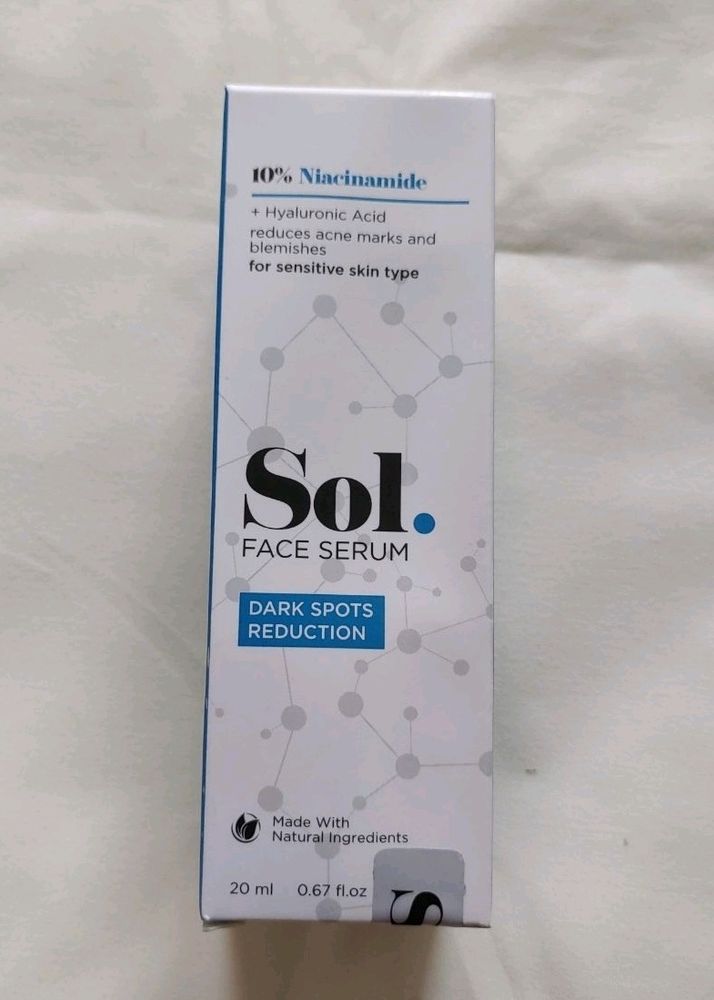 10% Niacinamide
+ Hyaluronic Acid
reduces acne marks and
blemishes
for sensitive skin type
Sol.
FACE SERUM
DARK SPOTS
REDUCTION
Made With
Natural Ingredients
20 ml 0.67 fl.oz
S